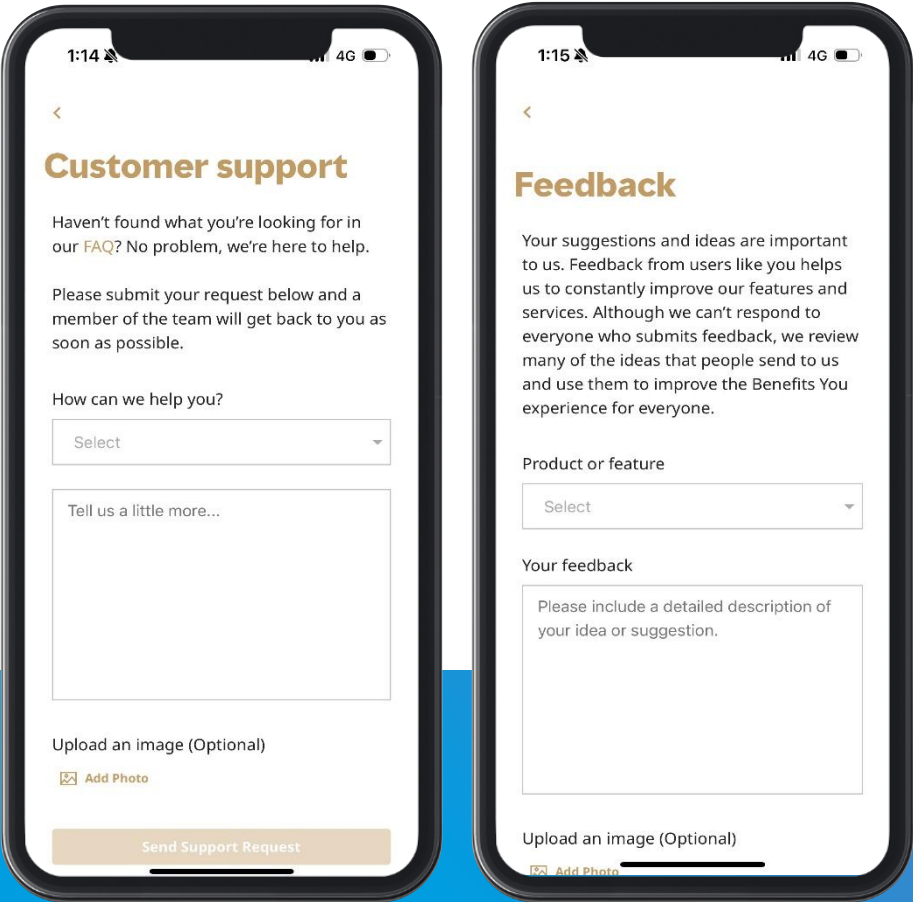 1:14
4G
Customer support
Haven't found what you're looking for in
our FAQ? No problem, we're here to help.
Please submit your request below and a
member of the team will get back to you as
soon as possible.
How can we help you?
Select
Tell us a little more...
Upload an image (Optional)
Add Photo
Send Support Request
1:15
4G
Feedback
Your suggestions and ideas are important
to us. Feedback from users like you helps
us to constantly improve our features and
services. Although we can't respond to
everyone who submits feedback, we review
many of the ideas that people send to us
and use them to improve the Benefits You
experience for everyone.
Product or feature
Select
Your feedback
Please include a detailed description of
your idea or suggestion.
Upload an image (Optional)
Add Photo